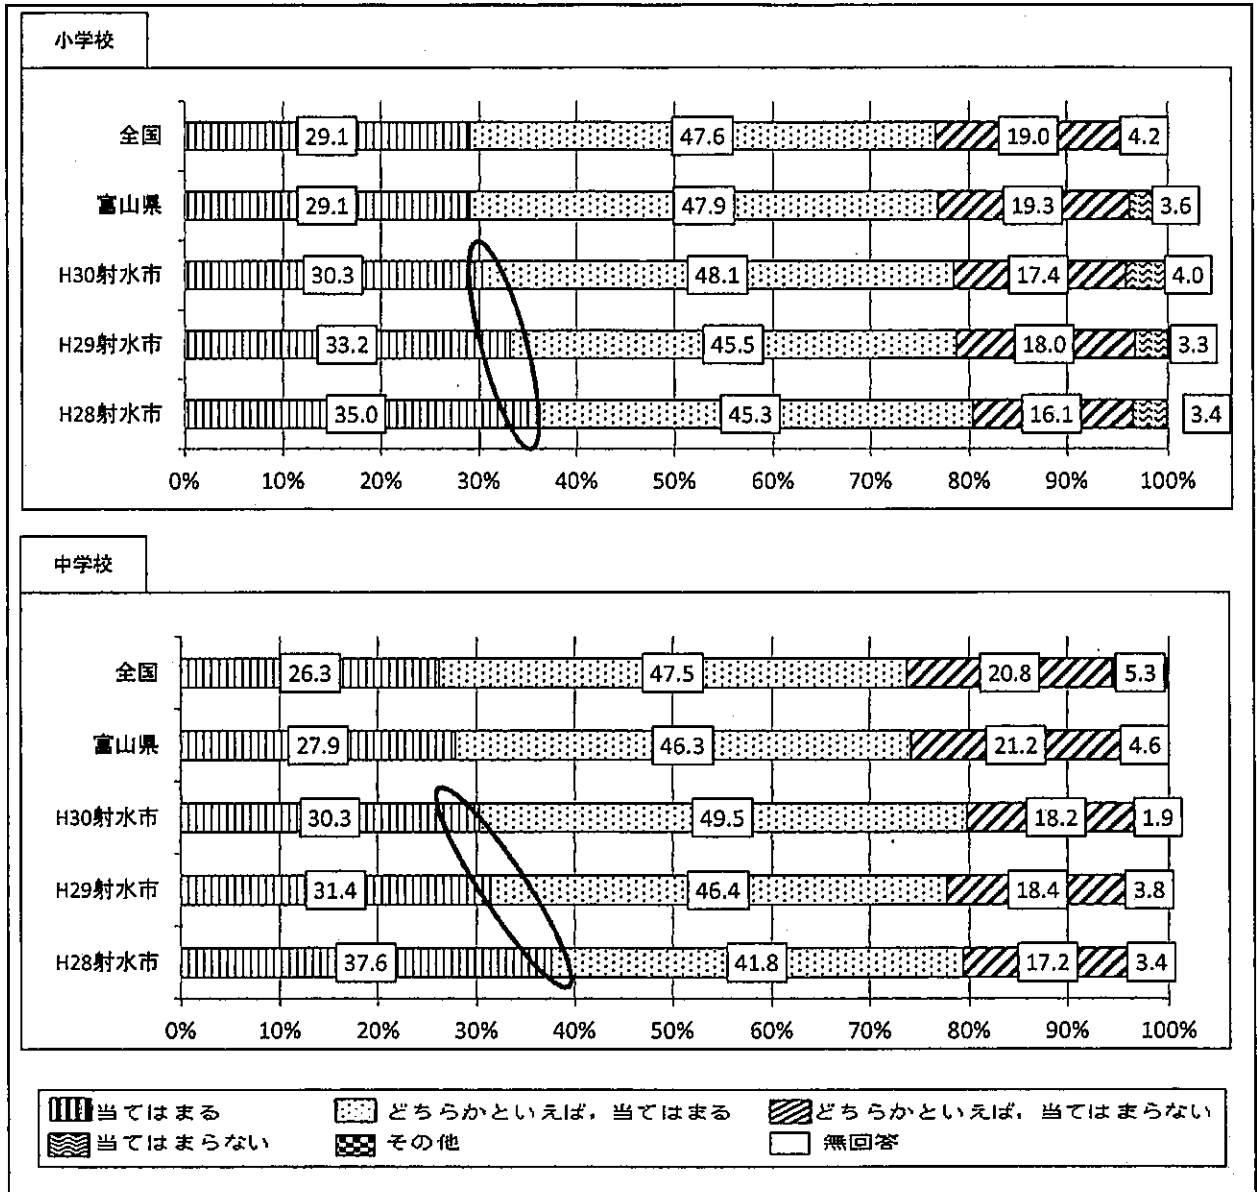 小学校
全国 29.1 47.6 19.0 4.2
富山県 29.1 47.9 19.3 3.6
H30射水市 30.3 48.1 17.4 4.0
H29射水市 33.2 45.5 18.0 3.3
H28射水市 35.0 45.3 16.1 3.4
0% 10% 20% 30% 40% 50% 60% 70% 80% 90% 100%
中学校
全国 26.3 47.5 20.8 5.3
富山県 27.9 46.3 21.2 4.6
H30射水市 30.3 49.5 18.2 1.9
H29射水市 31.4 46.4 18.4 3.8
H28射水市 37.6 41.8 17.2 3.4
0% 10% 20% 30% 40% 50% 60% 70% 80% 90% 100%
当てはまる どちらかといえば，当てはまる どちらかといえば，当てはまらない
当てはまらない その他 無回答